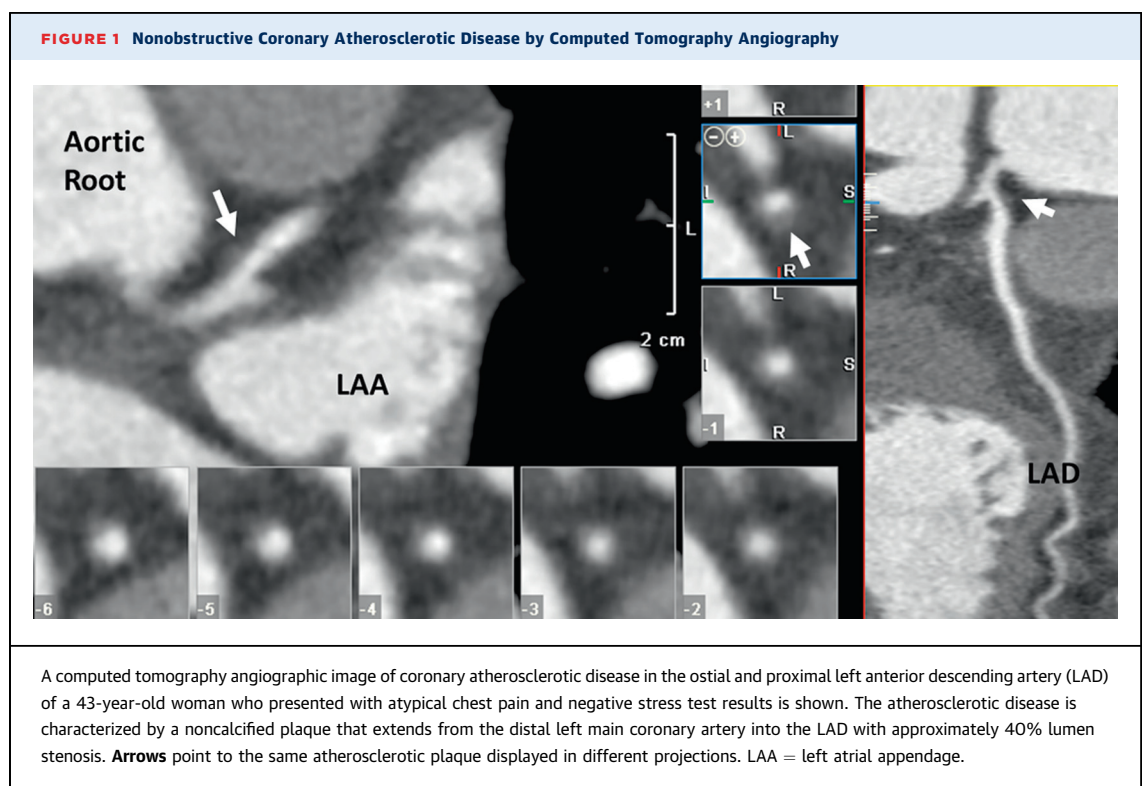 FIGURE 1 Nonobstructive Coronary Atherosclerotic Disease by Computed Tomography Angiography
Aortic
Root
LAA
L
2 cm
+1
R
L
I
S
R
L
I
S
-1
R
LAD
-6
-5
-4
-3
-2
A computed tomography angiographic image of coronary atherosclerotic disease in the ostial and proximal left anterior descending artery (LAD)
of a 43-year-old woman who presented with atypical chest pain and negative stress test results is shown. The atherosclerotic disease is
characterized by a noncalcified plaque that extends from the distal left main coronary artery into the LAD with approximately 40% lumen
stenosis. Arrows point to the same atherosclerotic plaque displayed in different projections. LAA = left atrial appendage.